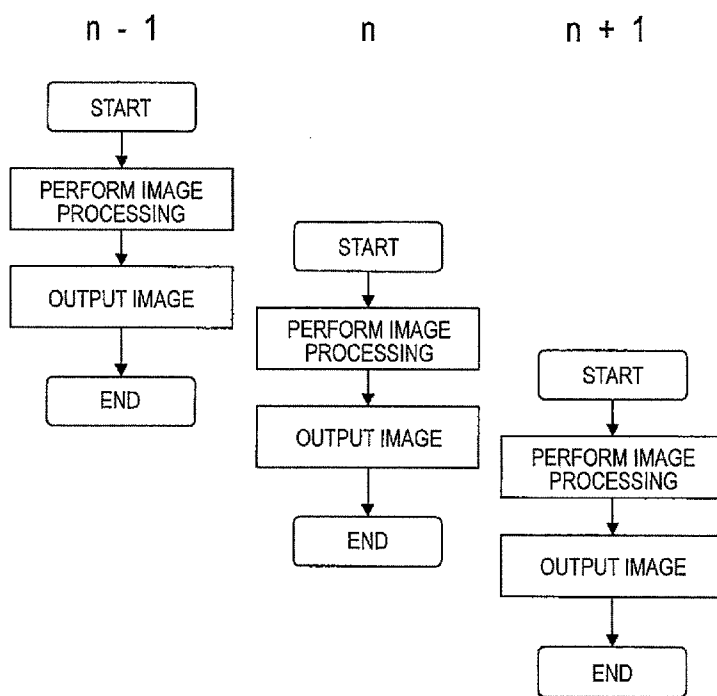 n - 1
n
n + 1
START
PERFORM IMAGE
PROCESSING
OUTPUT IMAGE
END
START
PERFORM IMAGE
PROCESSING
OUTPUT IMAGE
END
START
PERFORM IMAGE
PROCESSING
OUTPUT IMAGE
END